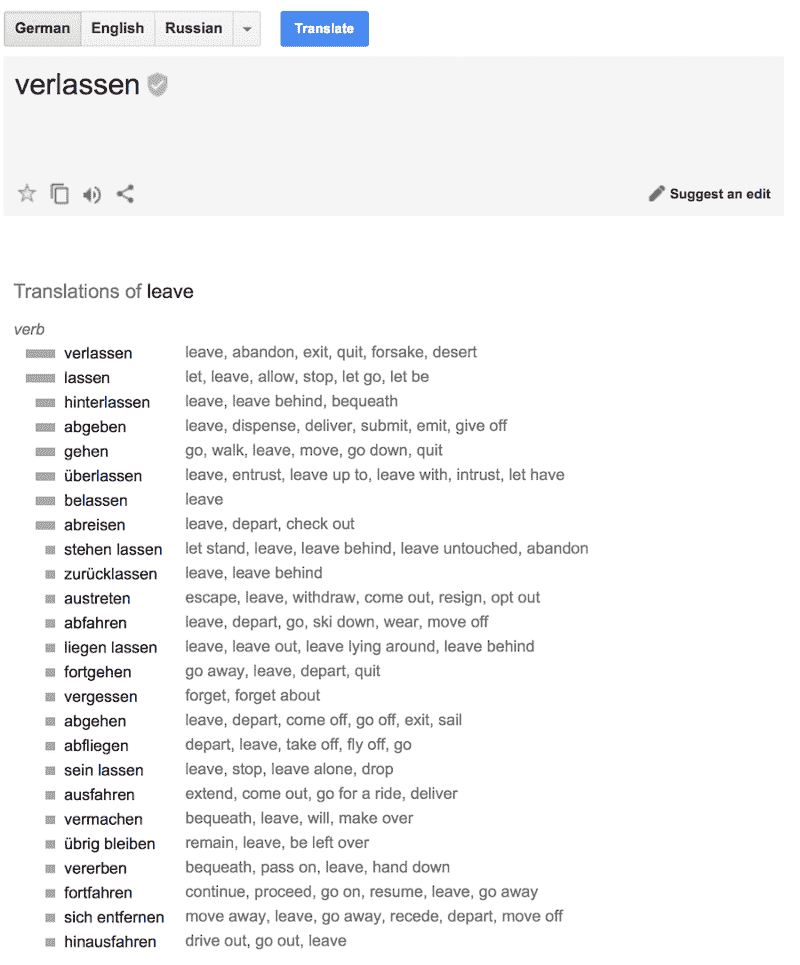 German English Russian Translate
verlassen
Suggest an edit
Translations of leave
verb
verlassen leave, abandon, exit, quit, forsake, desert
lassen let, leave, allow, stop, let go, let be
hinterlassen leave, leave behind, bequeath
abgeben leave, dispense, deliver, submit, emit, give off
gehen go, walk, leave, move, go down, quit
überlassen leave, entrust, leave up to, leave with, intrust, let have
belassen leave
abreisen leave, depart, check out
stehen lassen let stand, leave, leave behind, leave untouched, abandon
zurücklassen leave, leave behind
austreten escape, leave, withdraw, come out, resign, opt out
abfahren leave, depart, go, ski down, wear, move off
liegen lassen leave, leave out, leave lying around, leave behind
fortgehen go away, leave, depart, quit
vergessen forget, forget about
abgehen leave, depart, come off, go off, exit, sail
abfliegen depart, leave, take off, fly off, go
sein lassen leave, stop, leave alone, drop
ausfahren extend, come out, go for a ride, deliver
vermachen bequeath, leave, will, make over
übrig bleiben remain, leave, be left over
vererben bequeath, pass on, leave, hand down
fortfahren continue, proceed, go on, resume, leave, go away
sich entfernen move away, leave, go away, recede, depart, move off
hinausfahren drive out, go out, leave